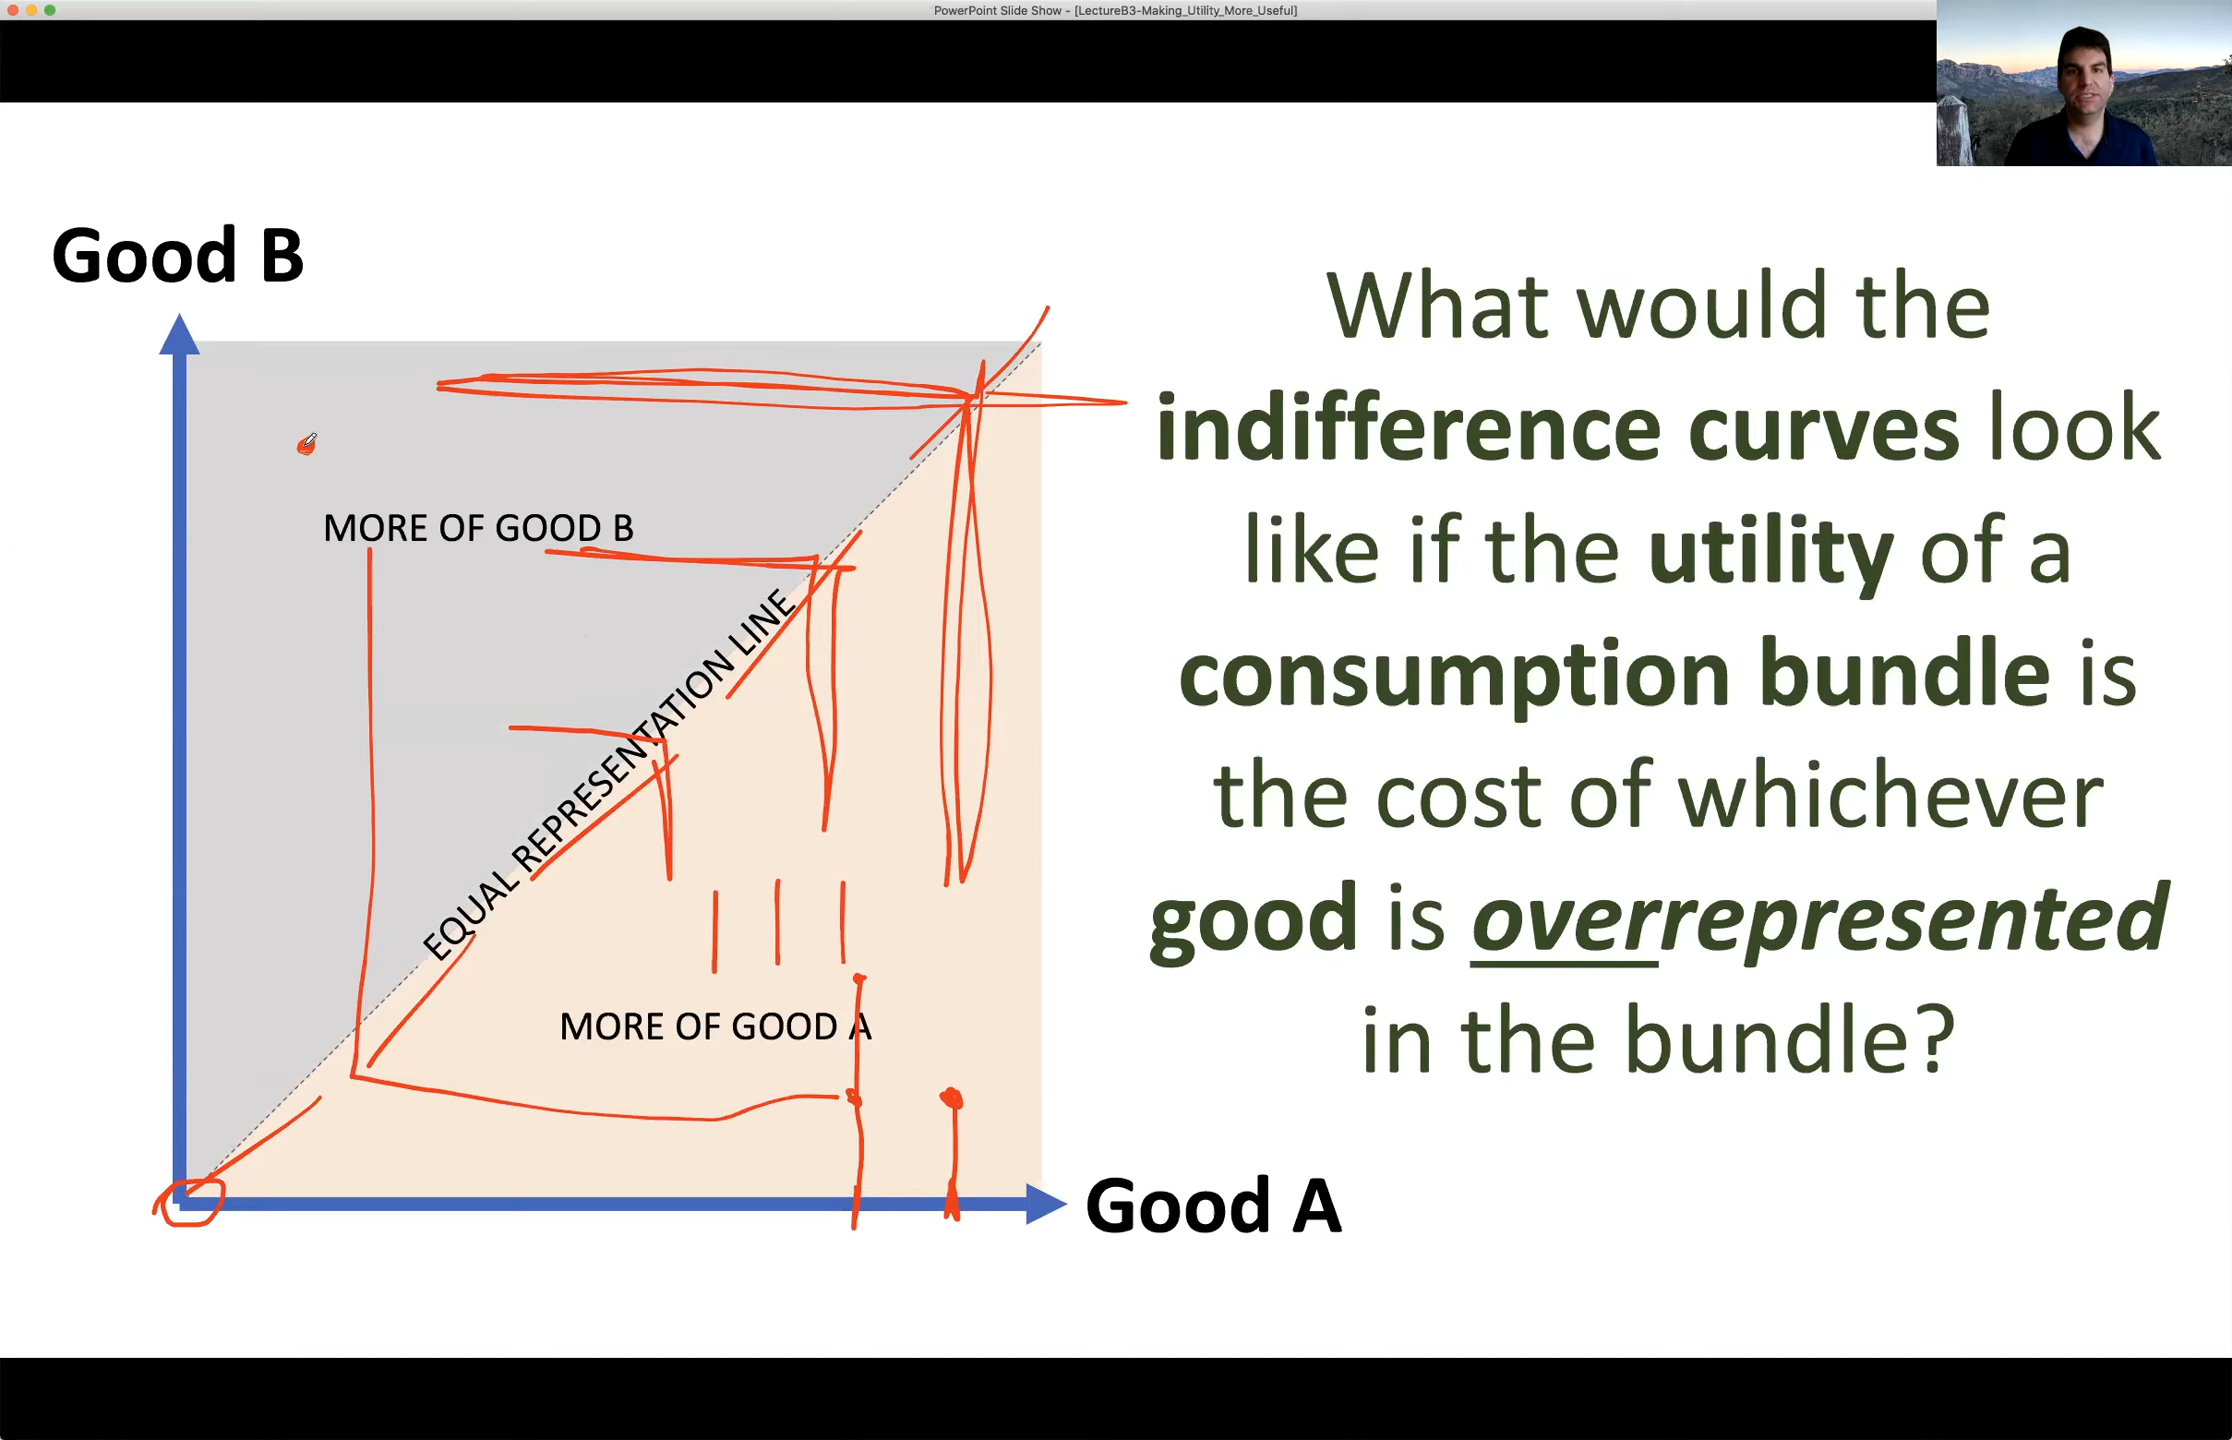 PowerPoint Slide Show - [LectureB3-Making_Utility_More_Useful]
Good B
MORE OF GOOD B
EQUAL REPRESENTATION LINE
MORE OF GOOD A
Good A
What would the
indifference curves look
like if the utility of a
consumption bundle is
the cost of whichever
good is overrepresented
in the bundle?